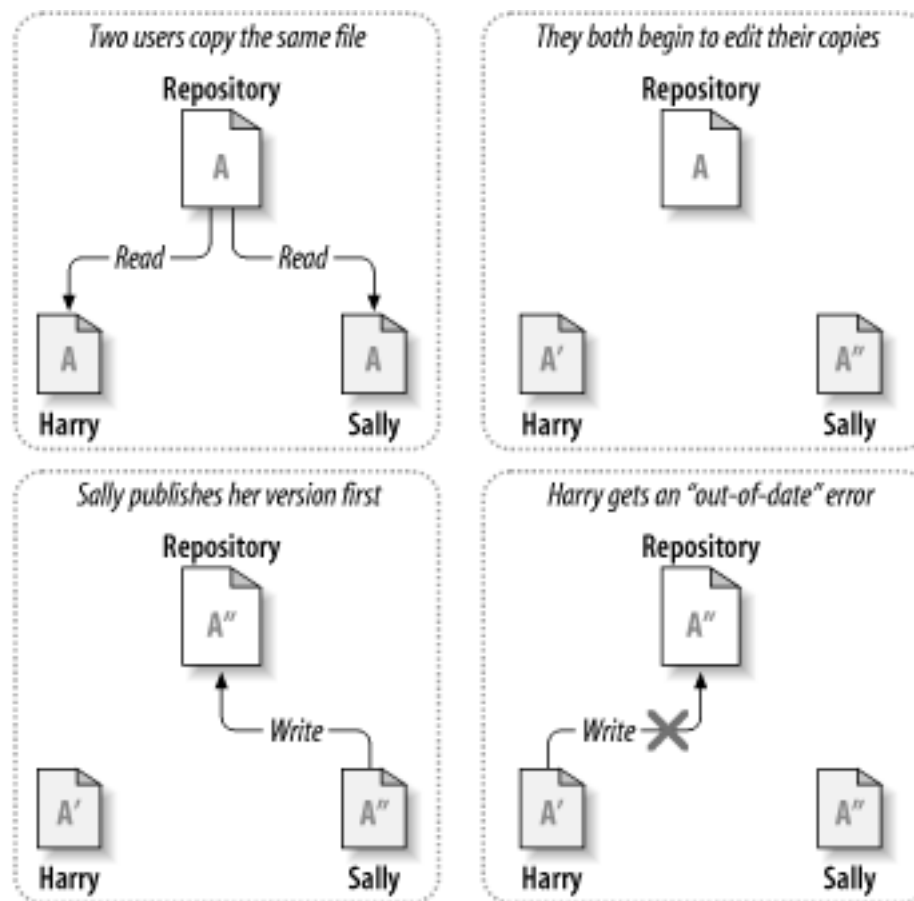 Two users copy the same file
Repository
A
Read
Read
A
A
Harry
Sally
They both begin to edit their copies
Repository
A
A′
A″
Harry
Sally
Sally publishes her version first
Repository
A″
Write
A′
A″
Harry
Sally
Harry gets an “out-of-date” error
Repository
A″
Write
A′
A″
Harry
Sally